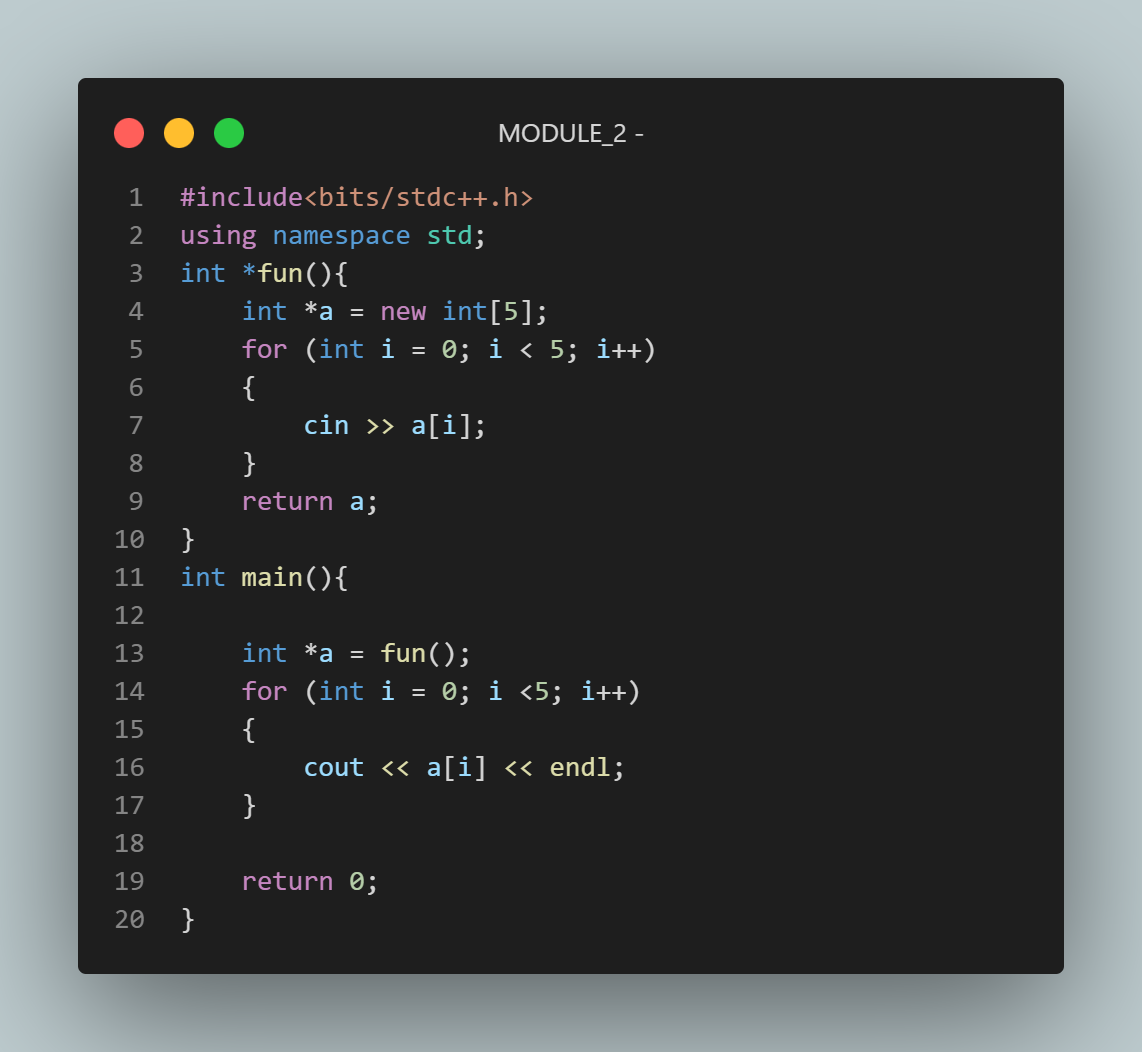 MODULE_2 -
1 #include<bits/stdc++.h>
2 using namespace std;
3 int *fun(){
4     int *a = new int[5];
5     for (int i = 0; i < 5; i++)
6     {
7         cin >> a[i];
8     }
9     return a;
10 }
11 int main(){
12
13     int *a = fun();
14     for (int i = 0; i <5; i++)
15     {
16         cout << a[i] << endl;
17     }
18
19     return 0;
20 }